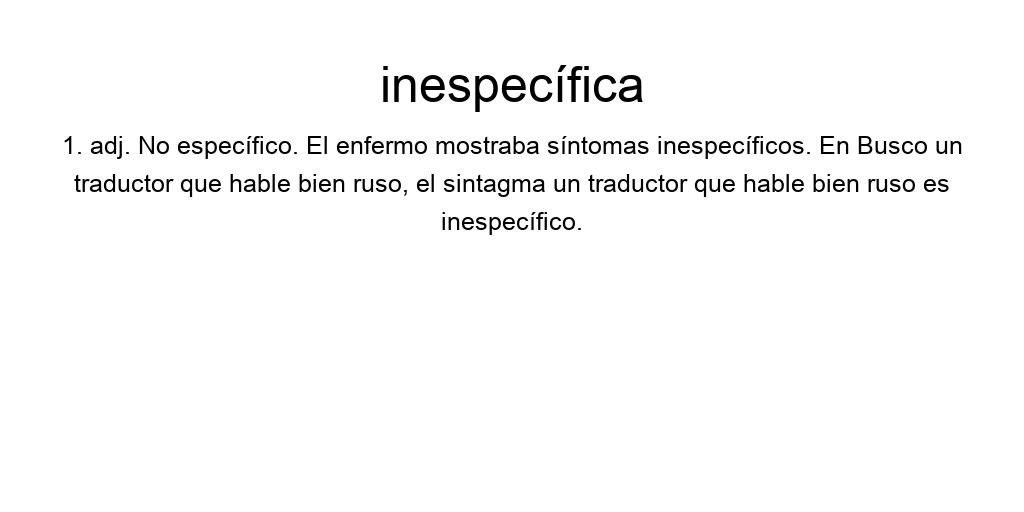 inespecífica
1. adj. No específico. El enfermo mostraba síntomas inespecíficos. En Busco un
traductor que hable bien ruso, el sintagma un traductor que hable bien ruso es
inespecífico.